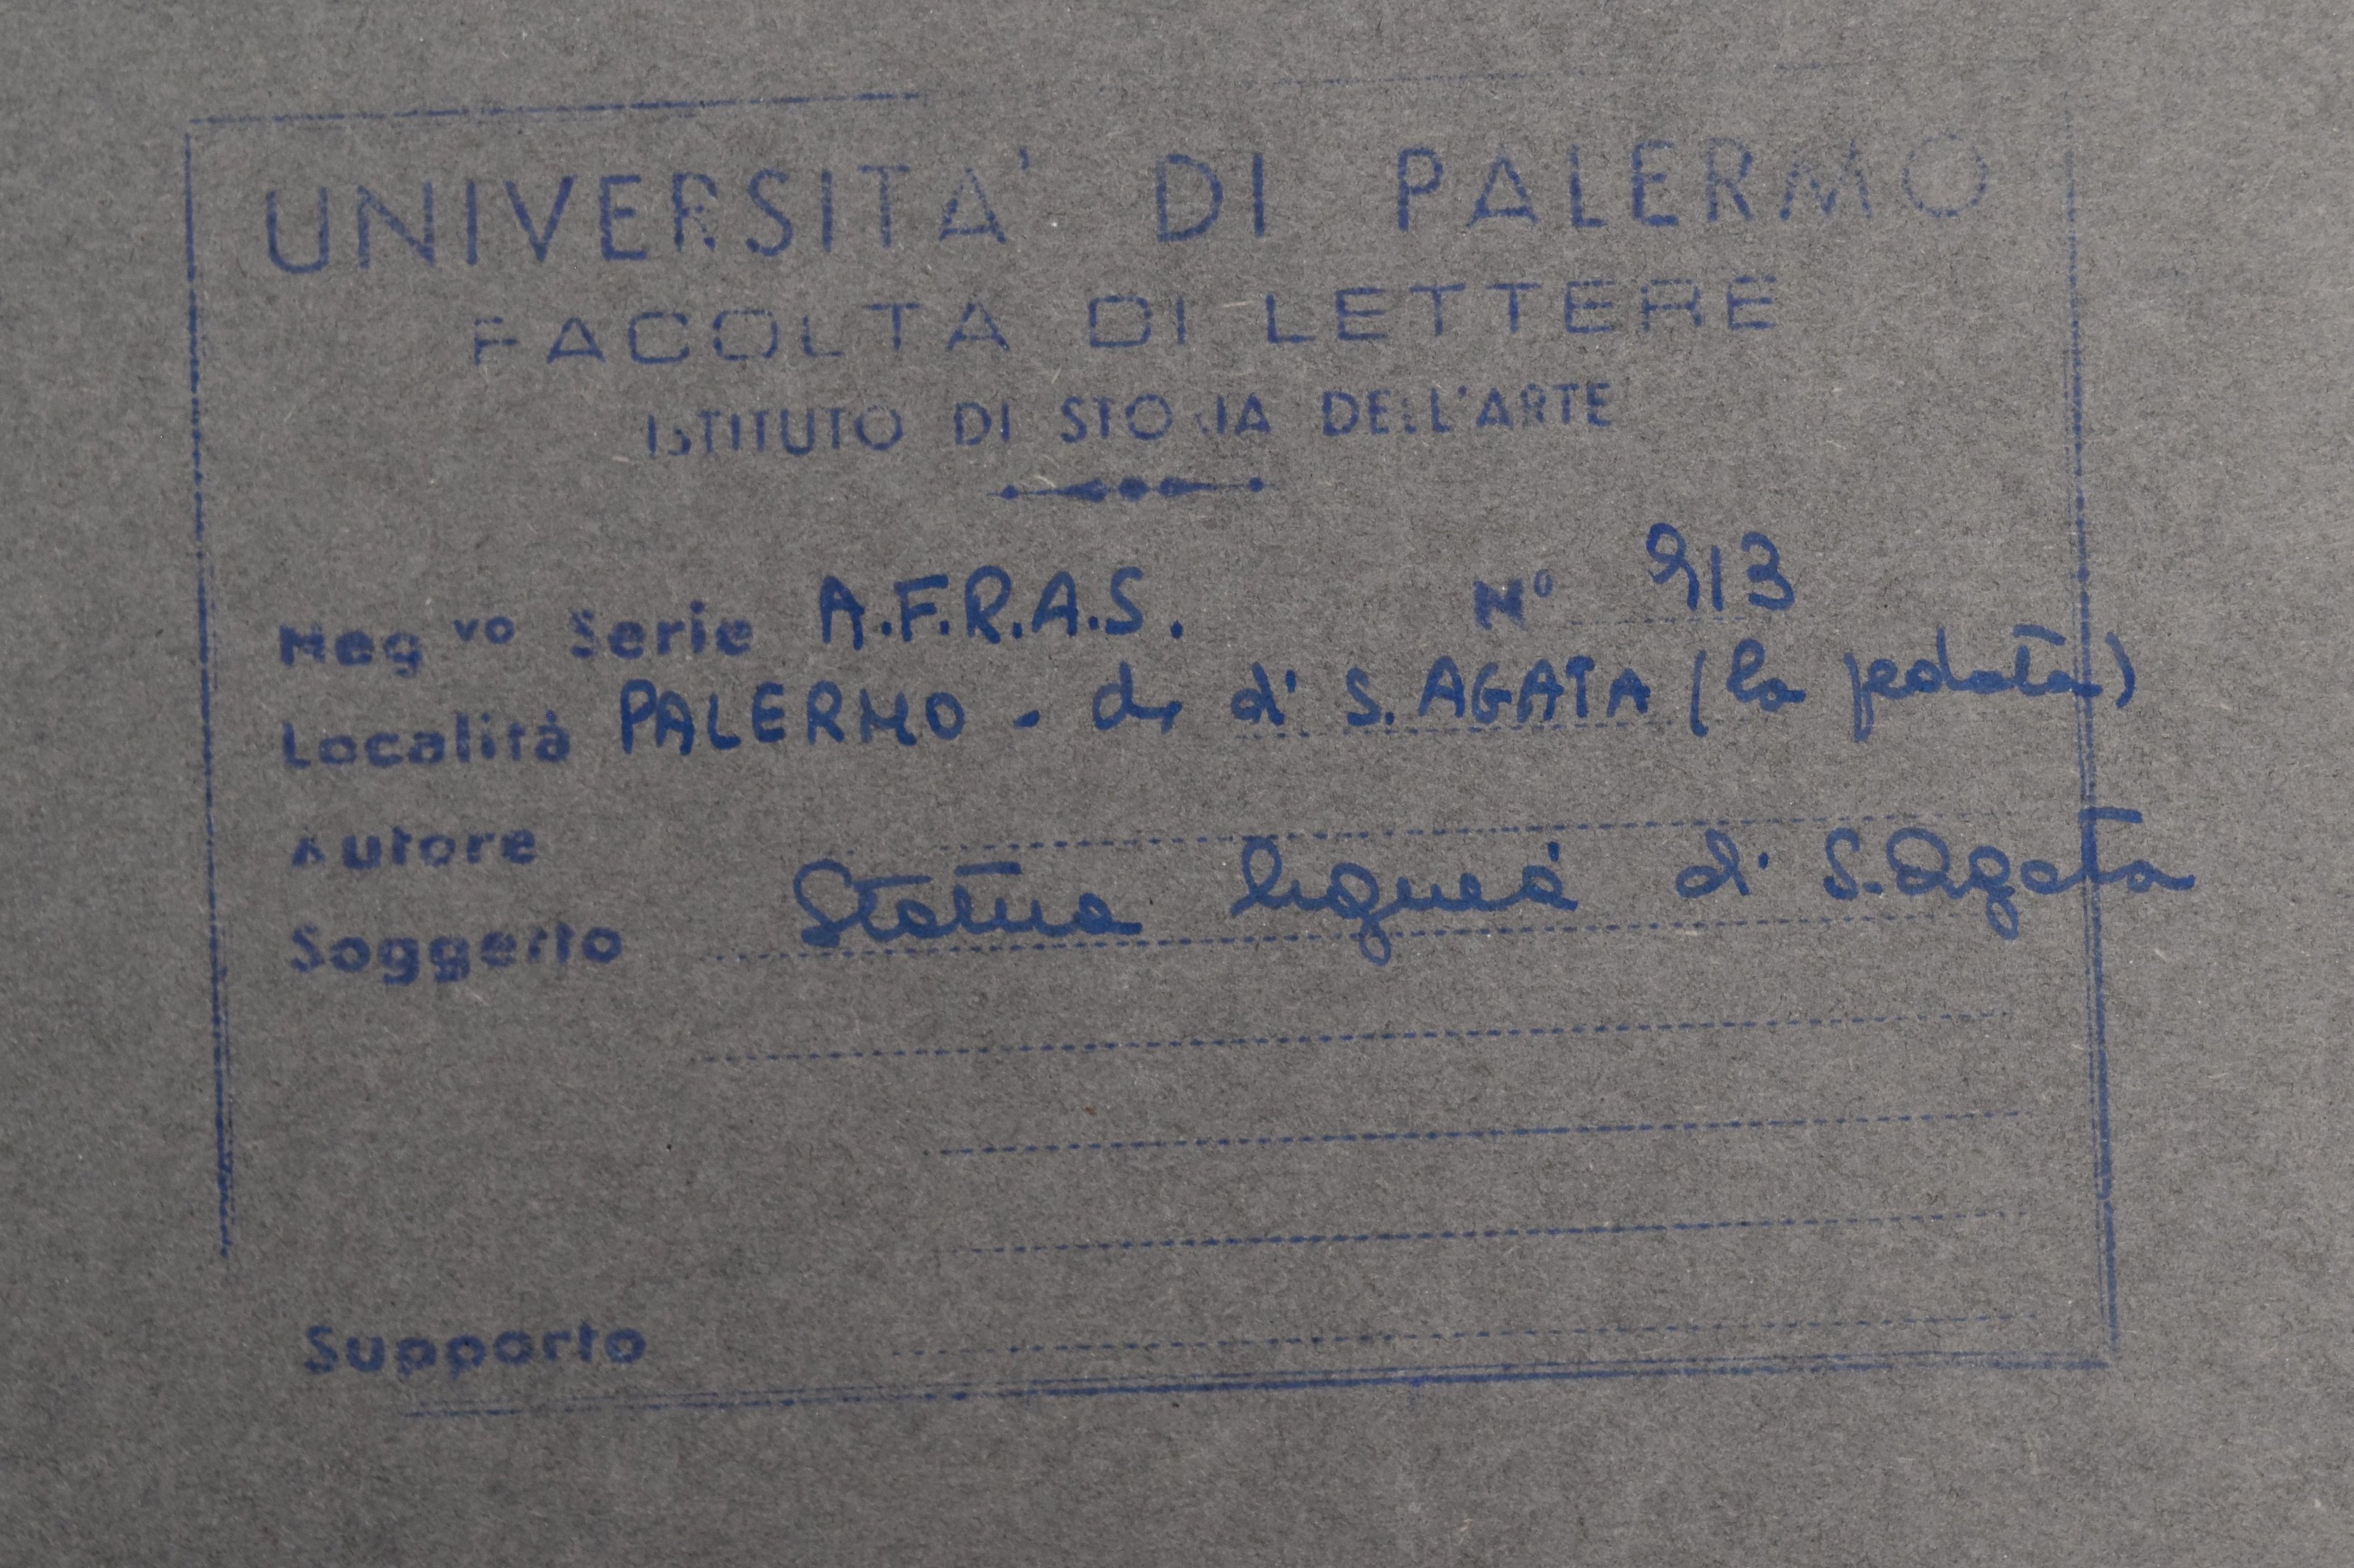 UNIVERSITA' DI PALERMO
FACOLTA DI LETTERE
ISTITUTO DI STORIA DELL'ARTE
Neg vo Serie A.F.R.A.S. N° 913
Località PALERMO - di S. AGATA (la pedata)
Autore
Soggetto Statua lignea di S. Agata
Supporto